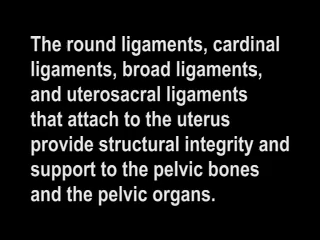 The round ligaments, cardinal
ligaments, broad ligaments,
and uterosacral ligaments
that attach to the uterus
provide structural integrity and
support to the pelvic bones
and the pelvic organs.